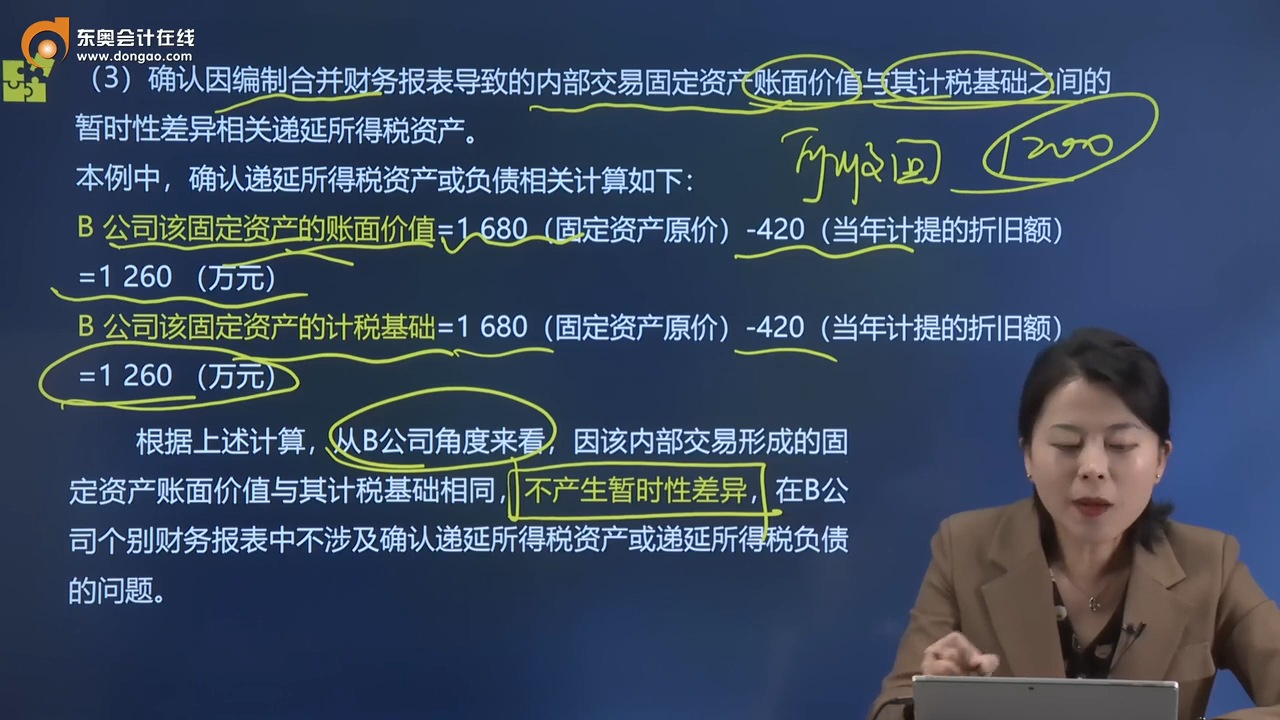 东奥会计在线
www.dongao.com
（3）确认因编制合并财务报表导致的内部交易固定资产账面价值与其计税基础之间的
暂时性差异相关递延所得税资产。
1200
本例中，确认递延所得税资产或负债相关计算如下：
B 公司该固定资产的账面价值=1 680（固定资产原价）-420（当年计提的折旧额）
=1 260 （万元）
B 公司该固定资产的计税基础=1 680（固定资产原价）-420（当年计提的折旧额）
=1 260 （万元）
根据上述计算，从B公司角度来看，因该内部交易形成的固
定资产账面价值与其计税基础相同，不产生暂时性差异，在B公
司个别财务报表中不涉及确认递延所得税资产或递延所得税负债
的问题。